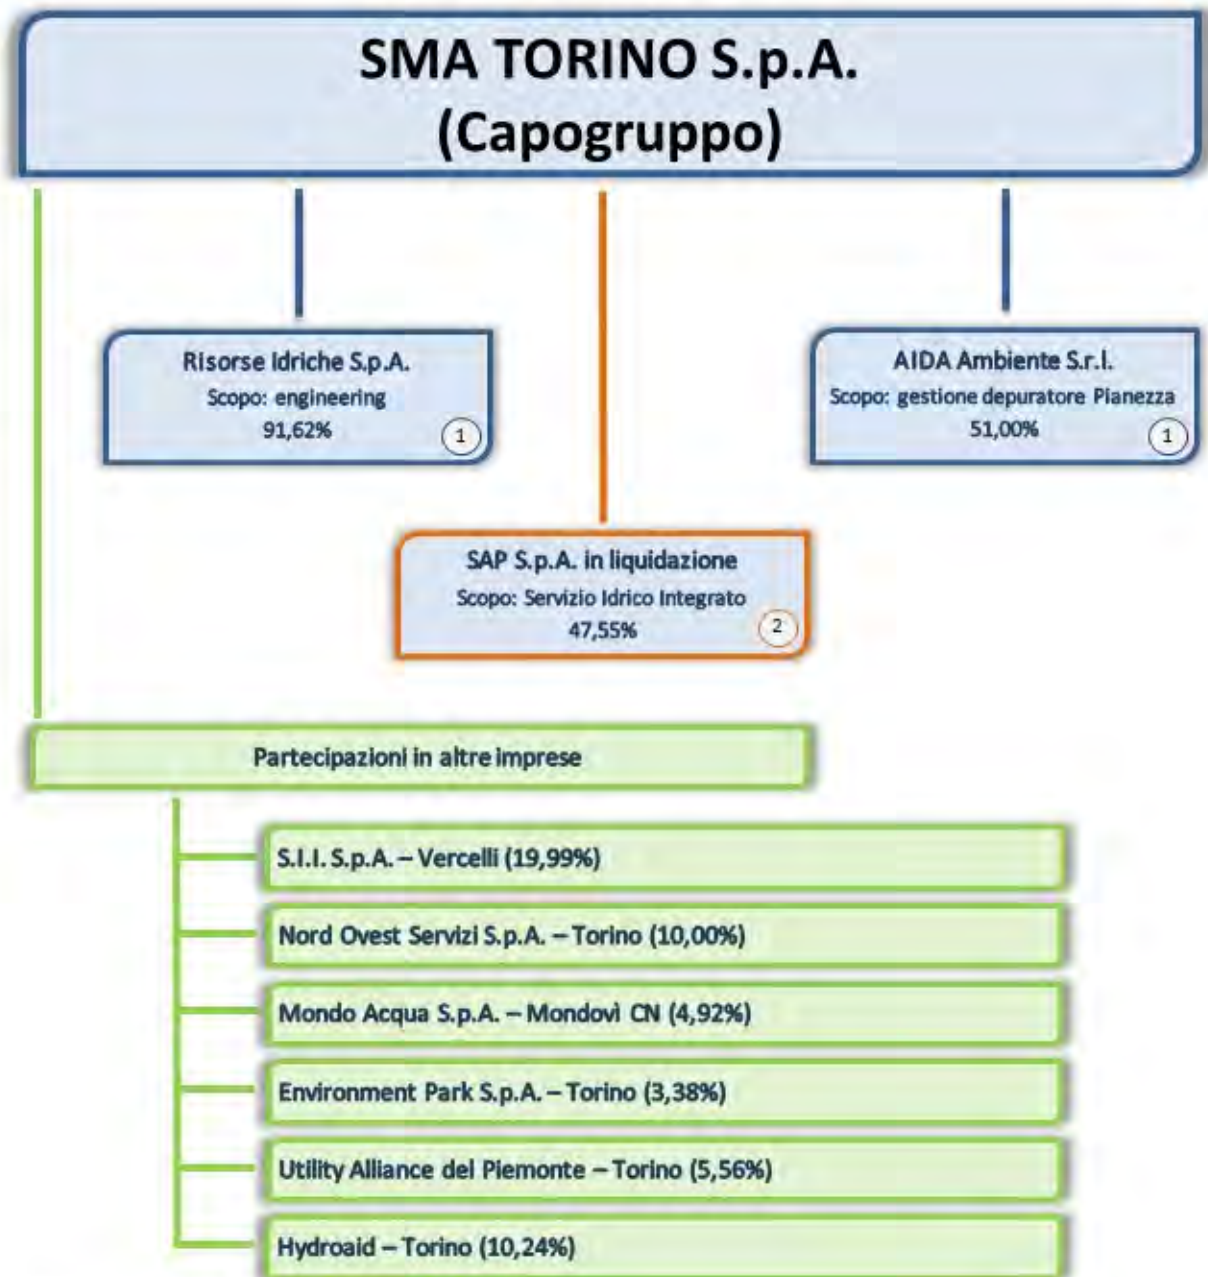 SMA TORINO S.p.A.
(Capogruppo)
Risorse Idriche S.p.A.
Scopo: engineering
91,62%
1
AIDA Ambiente S.r.l.
Scopo: gestione depuratore Pianezza
51,00%
1
SAP S.p.A. in liquidazione
Scopo: Servizio Idrico Integrato
47,55%
2
Partecipazioni in altre imprese
S.I.I. S.p.A. – Vercelli (19,99%)
Nord Ovest Servizi S.p.A. – Torino (10,00%)
Mondo Acqua S.p.A. – Mondovì CN (4,92%)
Environment Park S.p.A. – Torino (3,38%)
Utility Alliance del Piemonte – Torino (5,56%)
Hydroaid – Torino (10,24%)